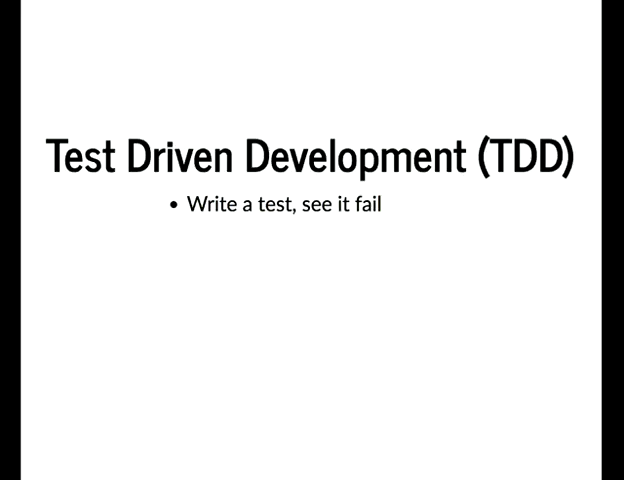 Test Driven Development (TDD)
• Write a test, see it fail